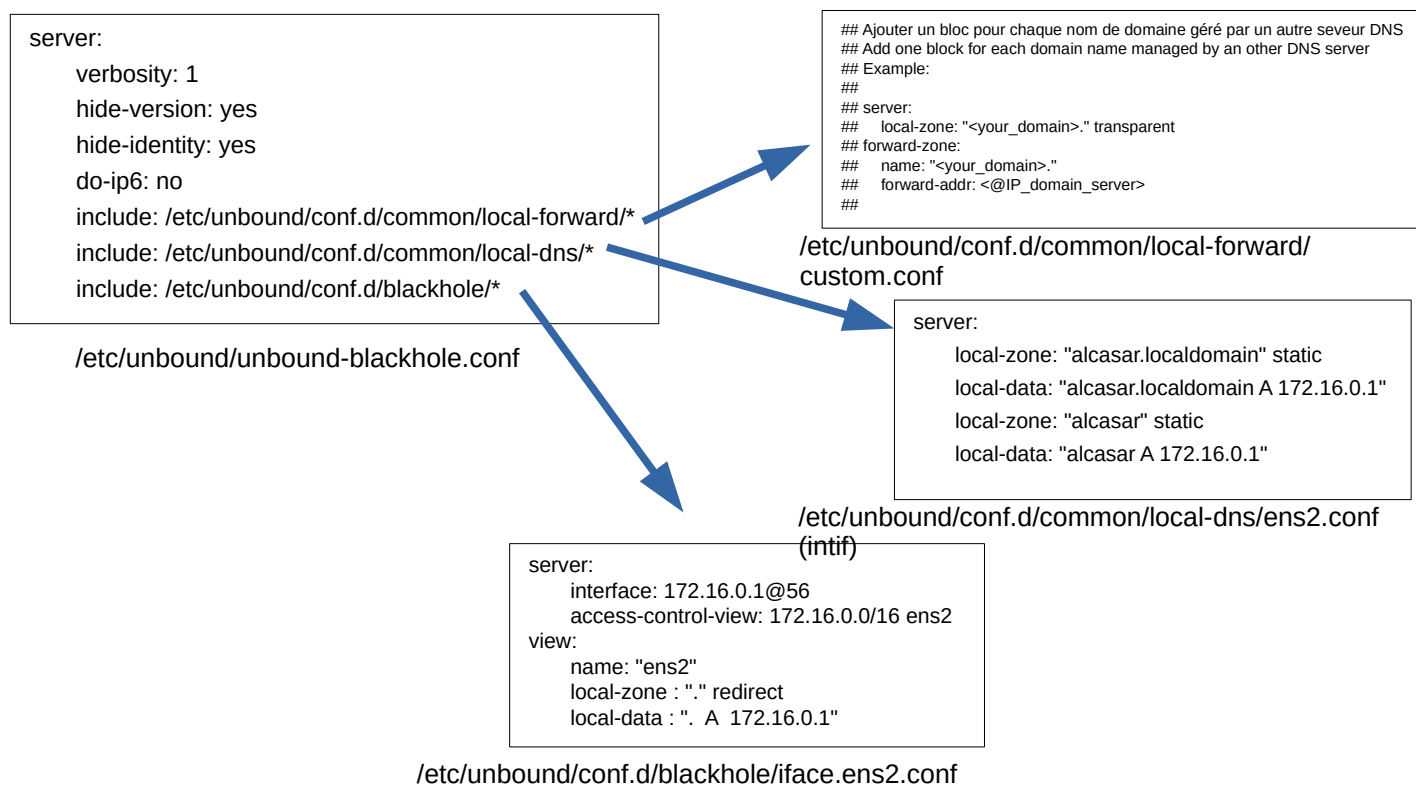 server:
verbosity: 1
hide-version: yes
hide-identity: yes
do-ip6: no
include: /etc/unbound/conf.d/common/local-forward/*
include: /etc/unbound/conf.d/common/local-dns/*
include: /etc/unbound/conf.d/blackhole/*
/etc/unbound/unbound-blackhole.conf
## Ajouter un bloc pour chaque nom de domaine géré par un autre seveur DNS
## Add one block for each domain name managed by an other DNS server
## Example:
##
## server:
## local-zone: "<your_domain>." transparent
## forward-zone:
## name: "<your_domain>."
## forward-addr: <@IP_domain_server>
##
/etc/unbound/conf.d/common/local-forward/
custom.conf
server:
local-zone: "alcasar.localdomain" static
local-data: "alcasar.localdomain A 172.16.0.1"
local-zone: "alcasar" static
local-data: "alcasar A 172.16.0.1"
/etc/unbound/conf.d/common/local-dns/ens2.conf
(intif)
server:
interface: 172.16.0.1@56
access-control-view: 172.16.0.0/16 ens2
view:
name: "ens2"
local-zone : "." redirect
local-data : ". A 172.16.0.1"
/etc/unbound/conf.d/blackhole/iface.ens2.conf